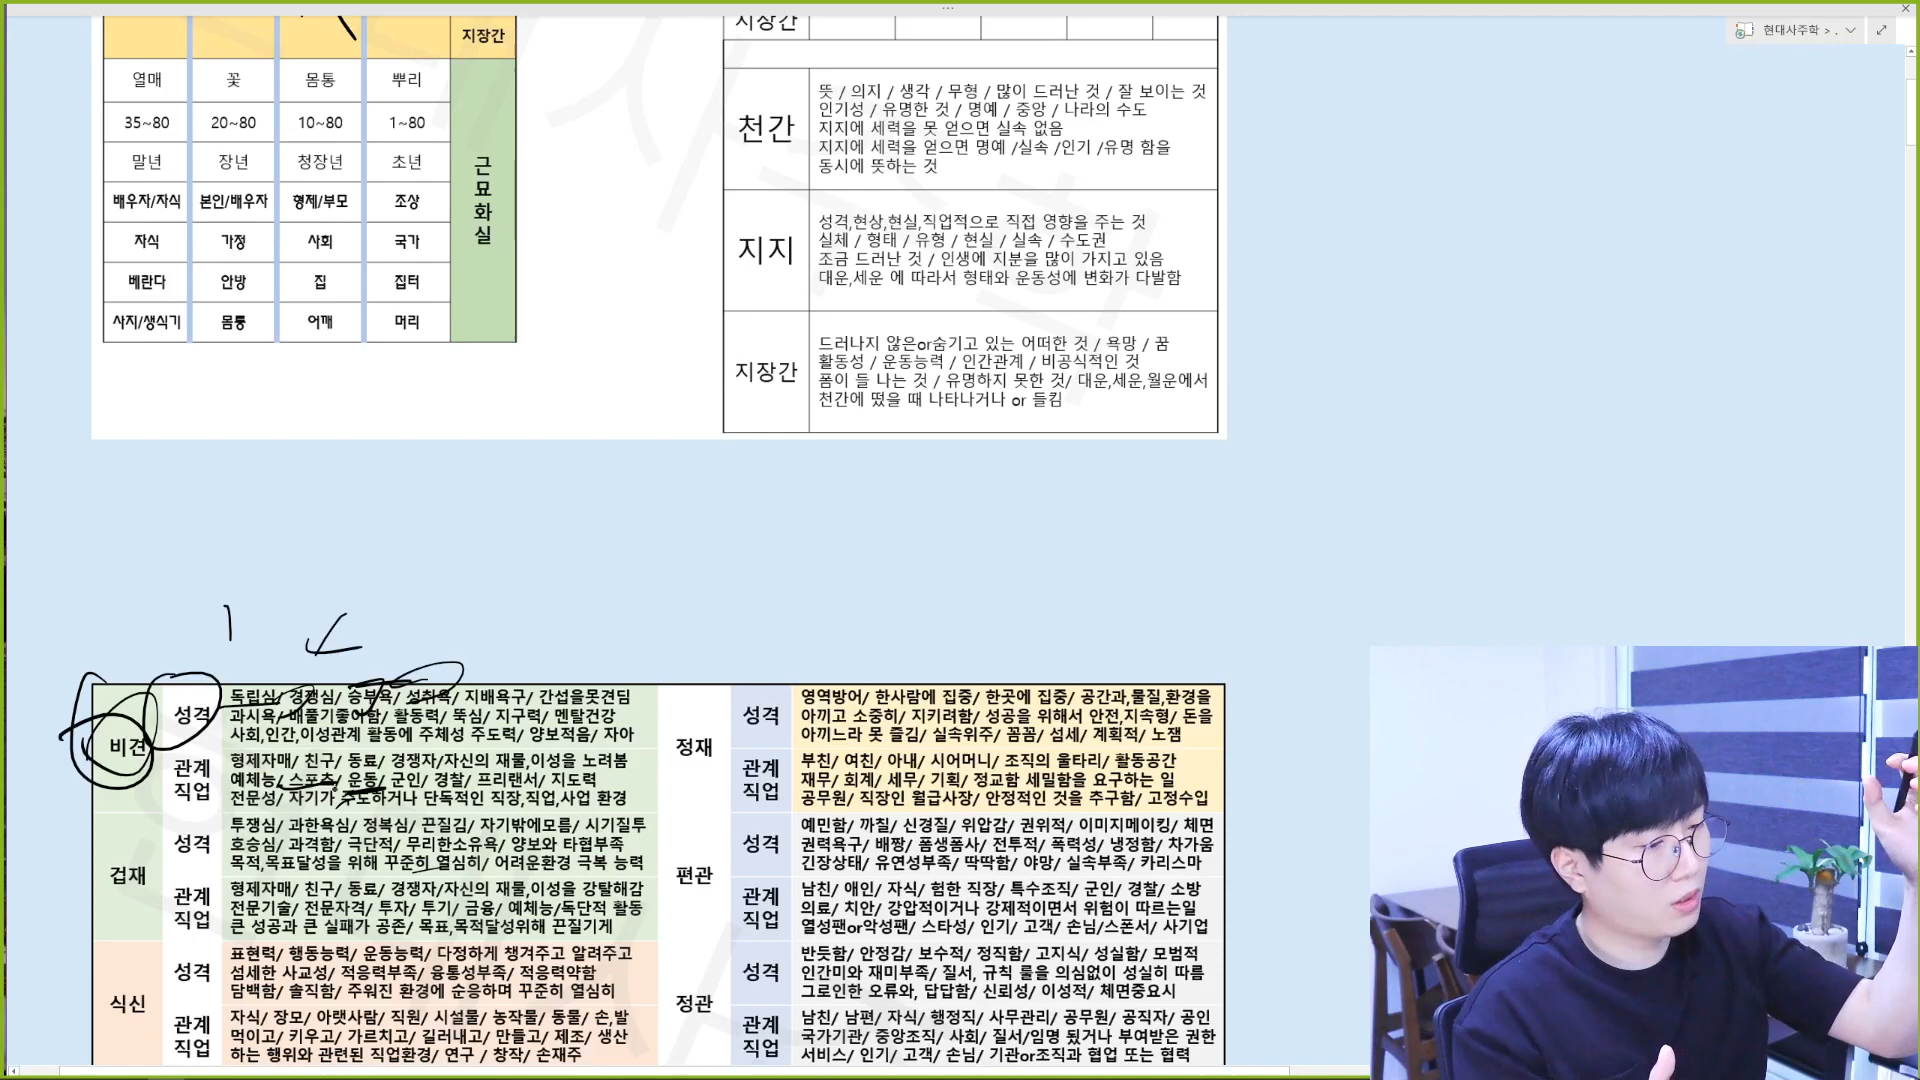 현대사주학 > .
지장간
열매 꽃 몸통 뿌리
35~80 20~80 10~80 1~80
말년 장년 청장년 초년
배우자/자식 본인/배우자 형제/부모 조상
자식 가정 사회 국가
베란다 안방 집 집터
사지/생식기 몸통 어깨 머리
근묘화실
지장간
천간
뜻 / 의지 / 생각 / 무형 / 많이 드러난 것 / 잘 보이는 것
인기성 / 유명한 것 / 명예 / 중앙 / 나라의 수도
지지에 세력을 못 얻으면 실속 없음
지지에 세력을 얻으면 명예 /실속 /인기 /유명 함을
동시에 뜻하는 것
지지
성격,현상,현실,직업적으로 직접 영향을 주는 것
실체 / 형태 / 유형 / 현실 / 실속 / 수도권
조금 드러난 것 / 인생에 지분을 많이 가지고 있음
대운,세운 에 따라서 형태와 운동성에 변화가 다발함
지장간
드러나지 않은or숨기고 있는 어떠한 것 / 욕망 / 꿈
활동성 / 운동능력 / 인간관계 / 비공식적인 것
폼이 들 나는 것 / 유명하지 못한 것/ 대운,세운,월운에서
천간에 떴을 때 나타나거나 or 들킴
비견
성격
독립심/ 경쟁심/ 승부욕/ 성취욕/ 지배욕구/ 간섭을못견딤
과시욕/ 배풀기좋아함/ 활동력/ 뚝심/ 지구력/ 멘탈건강
사회,인간,이성관계 활동에 주체성 주도력/ 양보적음/ 자아
관계
직업
형제자매/ 친구/ 동료/ 경쟁자/자신의 재물,이성을 노려봄
예체능/ 스포츠/ 운동/ 군인/ 경찰/ 프리랜서/ 지도력
전문성/ 자기가 주도하거나 단독적인 직장,직업,사업 환경
겁재
성격
투쟁심/ 과한욕심/ 정복심/ 끈질김/ 자기밖에모름/ 시기질투
호승심/ 과격함/ 극단적/ 무리한소유욕/ 양보와 타협부족
목적,목표달성을 위해 꾸준히 열심히/ 어려운환경 극복 능력
관계
직업
형제자매/ 친구/ 동료/ 경쟁자/자신의 재물,이성을 강탈해감
전문기술/ 전문자격/ 투자/ 투기/ 금융/ 예체능/독단적 활동
큰 성공과 큰 실패가 공존/ 목표,목적달성위해 끈질기게
식신
성격
표현력/ 행동능력/ 운동능력/ 다정하게 챙겨주고 알려주고
섬세한 사교성/ 적응력부족/ 융통성부족/ 적응력약함
담백함/ 솔직함/ 주워진 환경에 순응하며 꾸준히 열심히
관계
직업
자식/ 장모/ 아랫사람/ 직원/ 시설물/ 농작물/ 동물/ 손,발
먹이고/ 키우고/ 가르치고/ 길러내고/ 만들고/ 제조/ 생산
하는 행위와 관련된 직업환경/ 연구 / 창작/ 손재주
정재
성격
영역방어/ 한사람에 집중/ 한곳에 집중/ 공간과,물질,환경을
아끼고 소중히/ 지키려함/ 성공을 위해서 안전,지속형/ 돈을
아끼느라 못 즐김/ 실속위주/ 꼼꼼/ 섬세/ 계획적/ 노잼
관계
직업
부친/ 여친/ 아내/ 시어머니/ 조직의 울타리/ 활동공간
재무/ 회계/ 세무/ 기획/ 정교함 세밀함을 요구하는 일
공무원/ 직장인 월급사장/ 안정적인 것을 추구함/ 고정수입
편관
성격
예민함/ 까칠/ 신경질/ 위압감/ 권위적/ 이미지메이킹/ 체면
권력욕구/ 배짱/ 폼생폼사/ 전투적/ 폭력성/ 냉정함/ 차가움
긴장상태/ 유연성부족/ 딱딱함/ 야망/ 실속부족/ 카리스마
관계
직업
남친/ 애인/ 자식/ 험한 직장/ 특수조직/ 군인/ 경찰/ 소방
의료/ 치안/ 강압적이거나 강제적이면서 위험이 따르는일
열성팬or악성팬/ 스타성/ 인기/ 고객/ 손님/스폰서/ 사기업
정관
성격
반듯함/ 안정감/ 보수적/ 정직함/ 고지식/ 성실함/ 모범적
인간미와 재미부족/ 질서, 규칙 룰을 의심없이 성실히 따름
그로인한 오류와, 답답함/ 신뢰성/ 이성적/ 체면중요시
관계
직업
남친/ 남편/ 자식/ 행정직/ 사무관리/ 공무원/ 공직자/ 공인
국가기관/ 중앙조직/ 사회/ 질서/임명 됬거나 부여받은 권한
서비스/ 인기/ 고객/ 손님/ 기관or조직과 협업 또는 협력